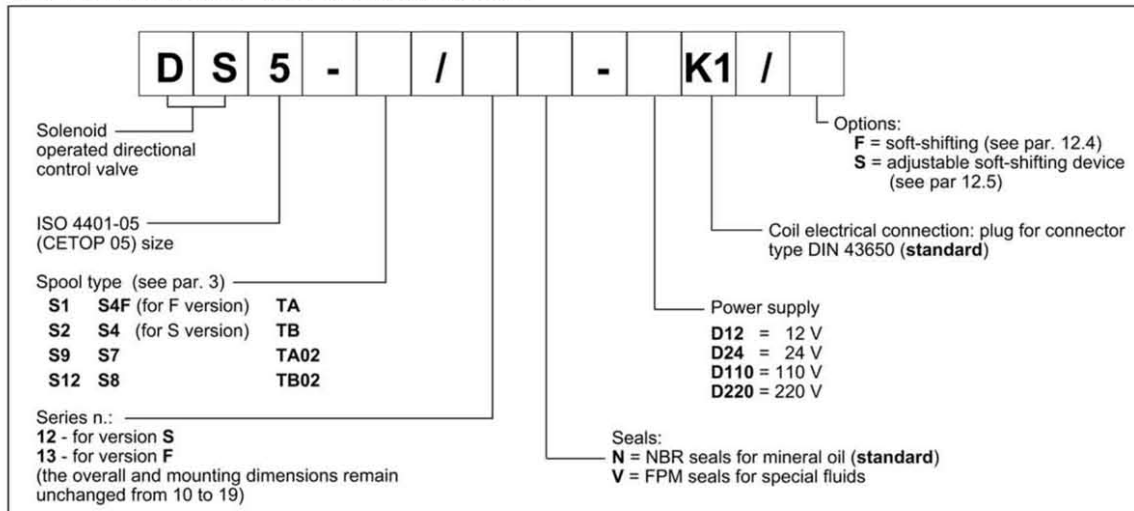 D S 5 - / - K1 /
Solenoid
operated directional
control valve
Options:
F = soft-shifting (see par. 12.4)
S = adjustable soft-shifting device
(see par 12.5)
ISO 4401-05
(CETOP 05) size
Coil electrical connection: plug for connector
type DIN 43650 (standard)
Spool type (see par. 3)
S1 S4F (for F version) TA
S2 S4 (for S version) TB
S9 S7 TA02
S12 S8 TB02
Power supply
D12 = 12 V
D24 = 24 V
D110 = 110 V
D220 = 220 V
Series n.:
12 - for version S
13 - for version F
(the overall and mounting dimensions remain
unchanged from 10 to 19)
Seals:
N = NBR seals for mineral oil (standard)
V = FPM seals for special fluids